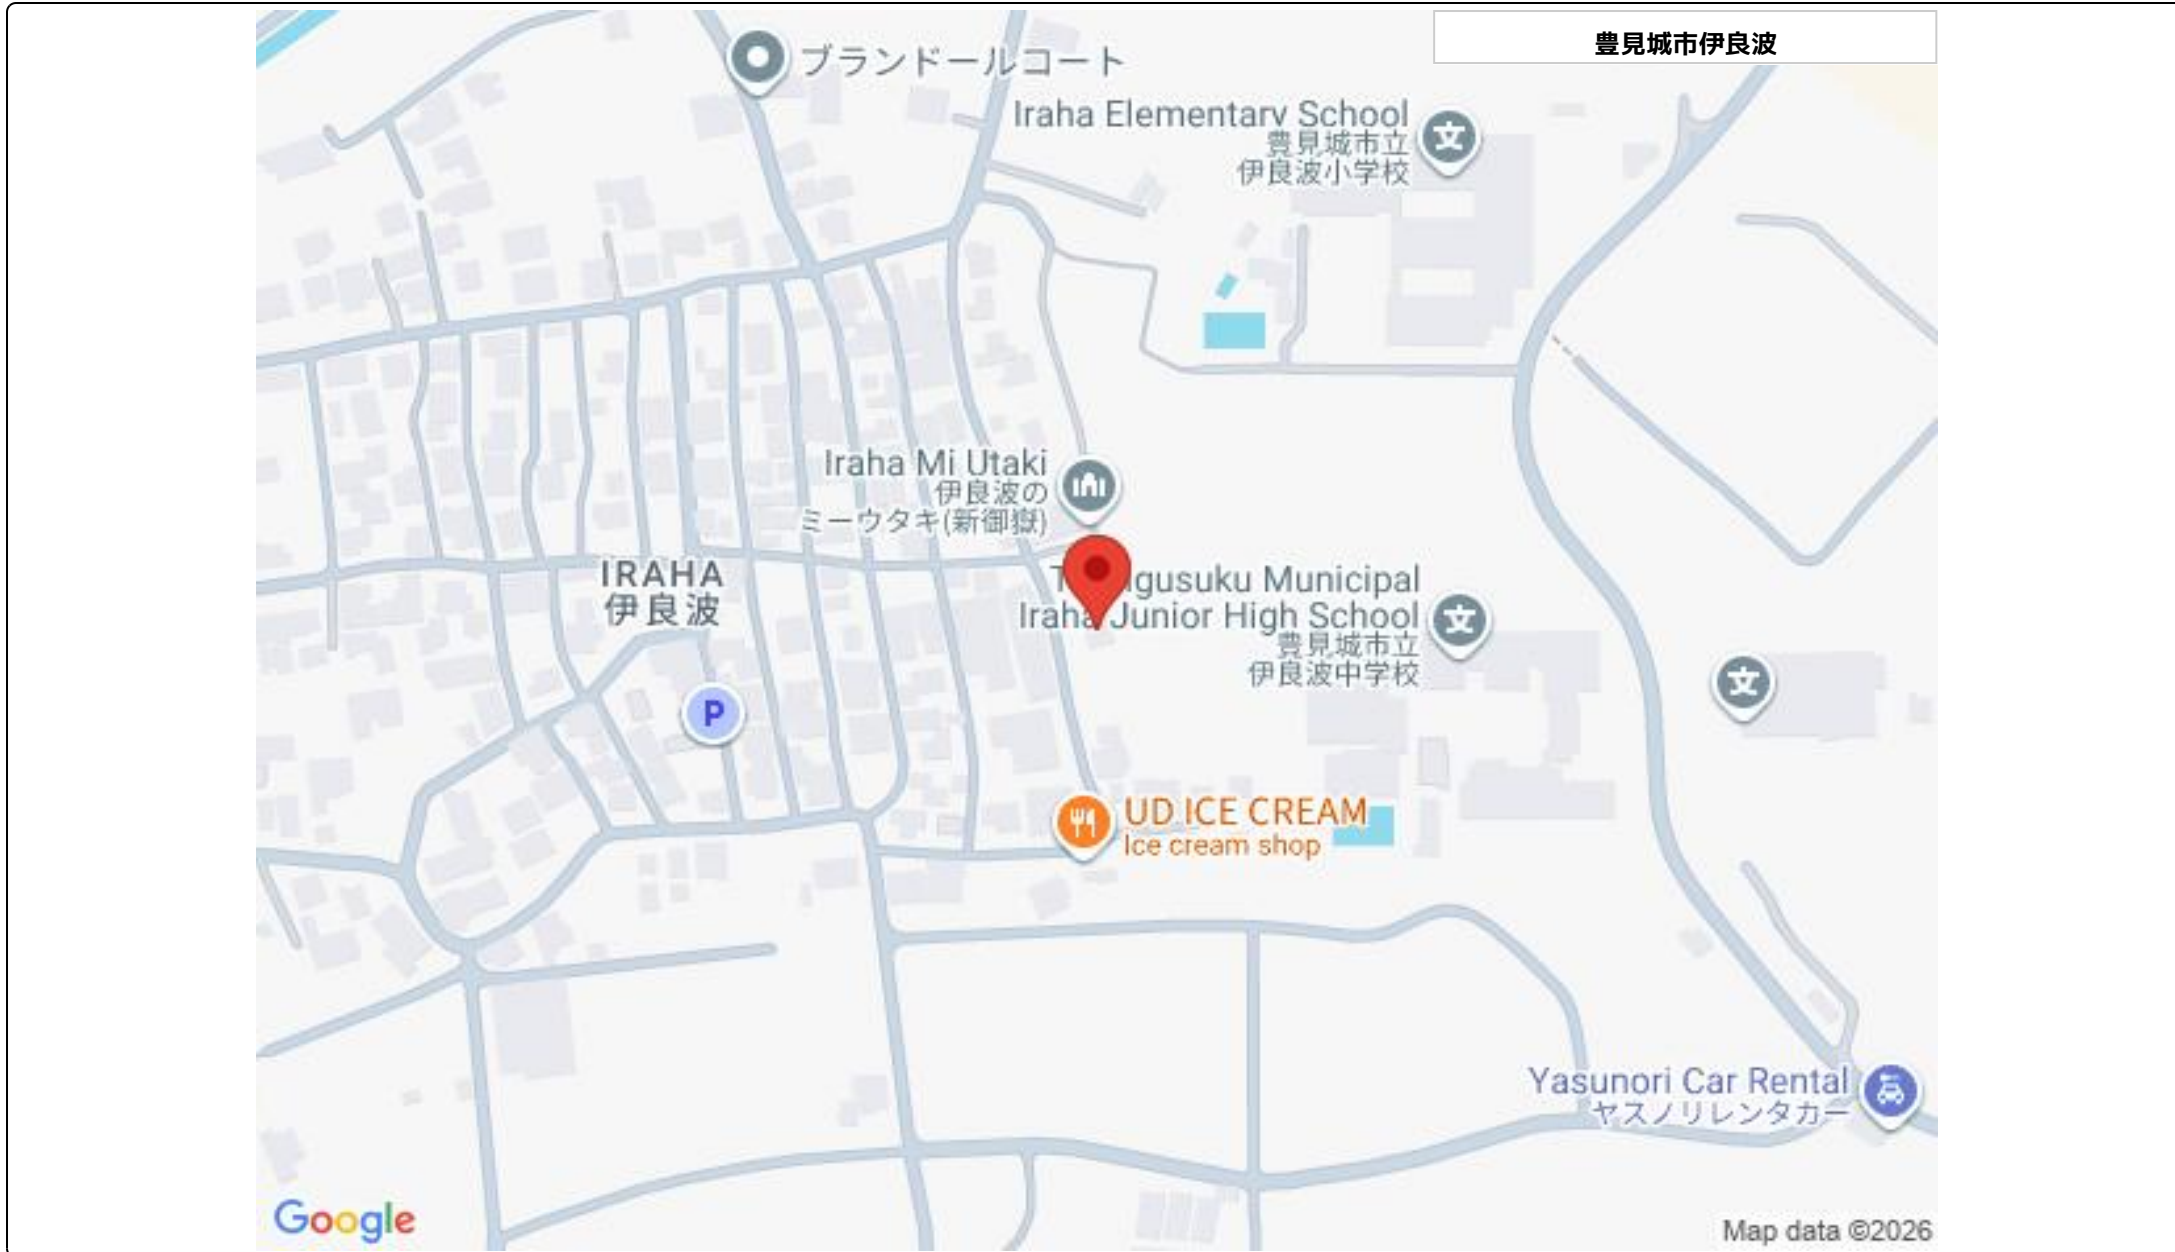 豊見城市伊良波
ブランドールコート
Iraha Elementary School
豊見城市立
伊良波小学校
Iraha Mi Utaki
伊良波の
ミーウタキ(新御嶽)
IRAHA
伊良波
gusuku Municipal
Iraha Junior High School
豊見城市立
伊良波中学校
P
UD ICE CREAM
Ice cream shop
Yasunori Car Rental
ヤスノリレンタカー
Google
Map data ©2026
文
文
文